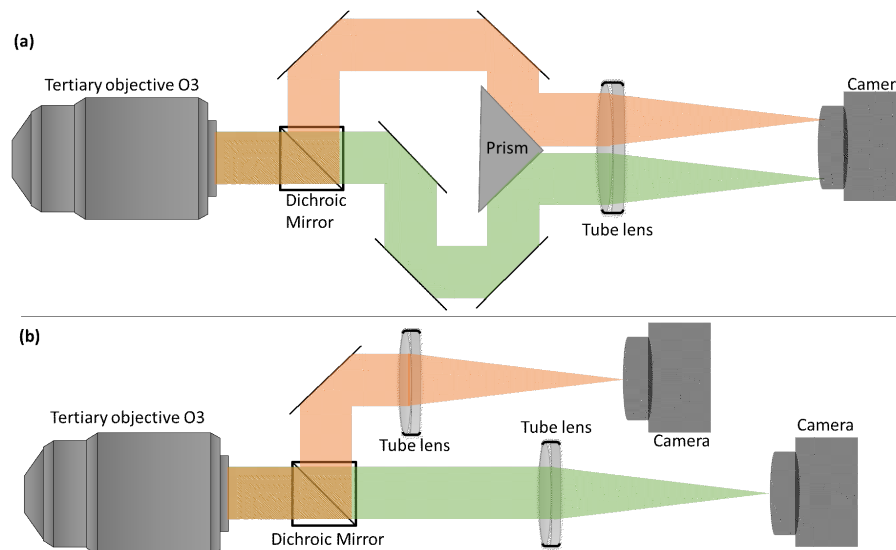 (a)
Tertiary objective O3
Camer
Prism
Dichroic
Mirror
Tube lens
(b)
Tertiary objective O3
Tube lens
Tube lens
Camera
Camera
Dichroic Mirror